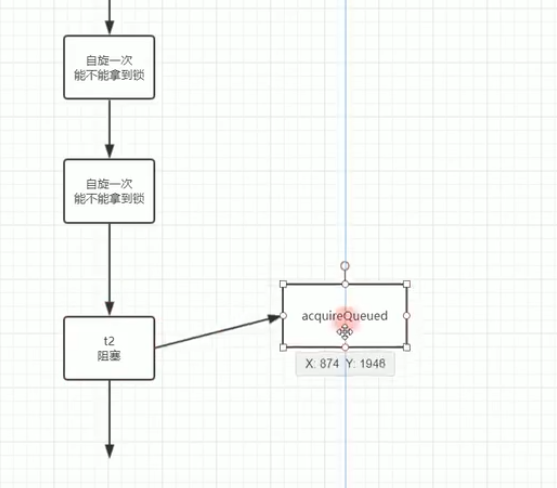 自旋一次
能不能拿到锁
自旋一次
能不能拿到锁
acquireQueued
t2
阻塞
X: 874 Y: 1946